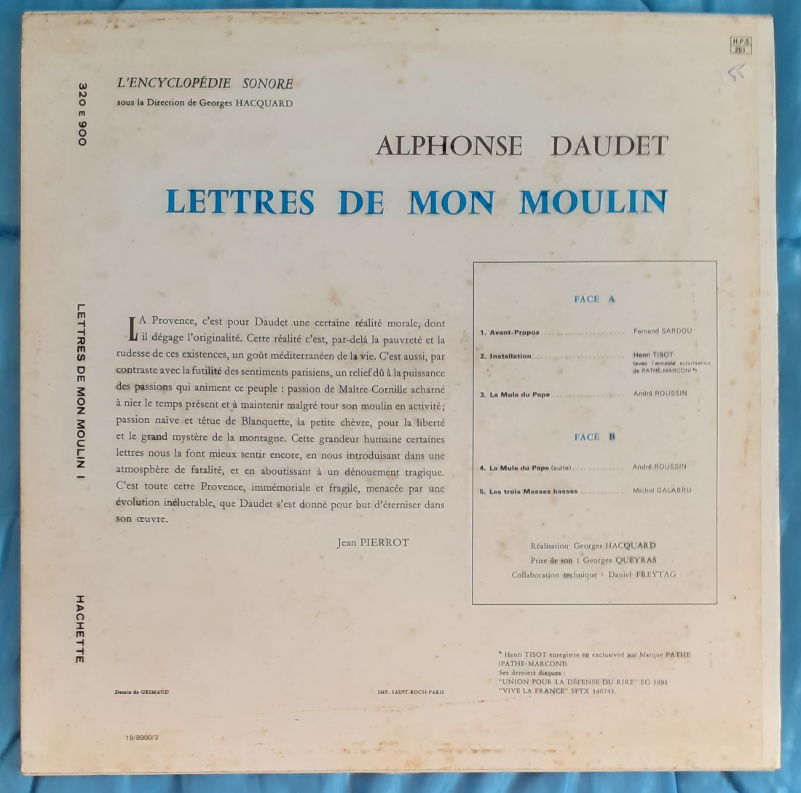 H.P.S
201
55
L'ENCYCLOPÉDIE SONORE
sous la Direction de Georges HACQUARD
320 E 900
ALPHONSE DAUDET
LETTRES DE MON MOULIN
LETTRES DE MON MOULIN I
HACHETTE
LA Provence, c'est pour Daudet une certaine réalité morale, dont
il dégage l'originalité. Cette réalité c'est, par-delà la pauvreté et la
rudesse de ces existences, un goût méditerranéen de la vie. C'est aussi, par
contraste avec la futilité des sentiments parisiens, un relief dû à la puissance
des passions qui animent ce peuple : passion de Maître Cornille acharné
à nier le temps présent et à maintenir malgré tout son moulin en activité ;
passion naïve et têtue de Blanquette, la petite chèvre, pour la liberté
et le grand mystère de la montagne. Cette grandeur humaine certaines
lettres nous la font mieux sentir encore, en nous introduisant dans une
atmosphère de fatalité, et en aboutissant à un dénouement tragique.
C'est toute cette Provence, immémoriale et fragile, menacée par une
évolution inéluctable, que Daudet s'est donné pour but d'éterniser dans
son œuvre.
Jean PIERROT
FACE A
1. Avant-Propos .................... Fernand SARDOU
2. Installation .................... Henri TISOT
(avec l'aimable autorisation
de PATHÉ-MARCONI*)
3. La Mule du Pape .................... André ROUSSIN
FACE B
4. La Mule du Pape (suite) .............. André ROUSSIN
5. Les trois Messes basses ............ Michel GALABRU
Réalisation Georges HACQUARD
Prise de son : Georges QUEYRAS
Collaboration technique : Daniel FREYTAG
* Henri TISOT enregistre en exclusivité sur Marque PATHE
(PATHE-MARCONI).
Ses derniers disques :
"UNION POUR LA DÉFENSE DU RIRE" EG 1091
"VIVE LA FRANCE" SPTX 340743.
Dessin de GRIMAUD
IMP. SAINT-ROCH-PARIS
19/8900/3